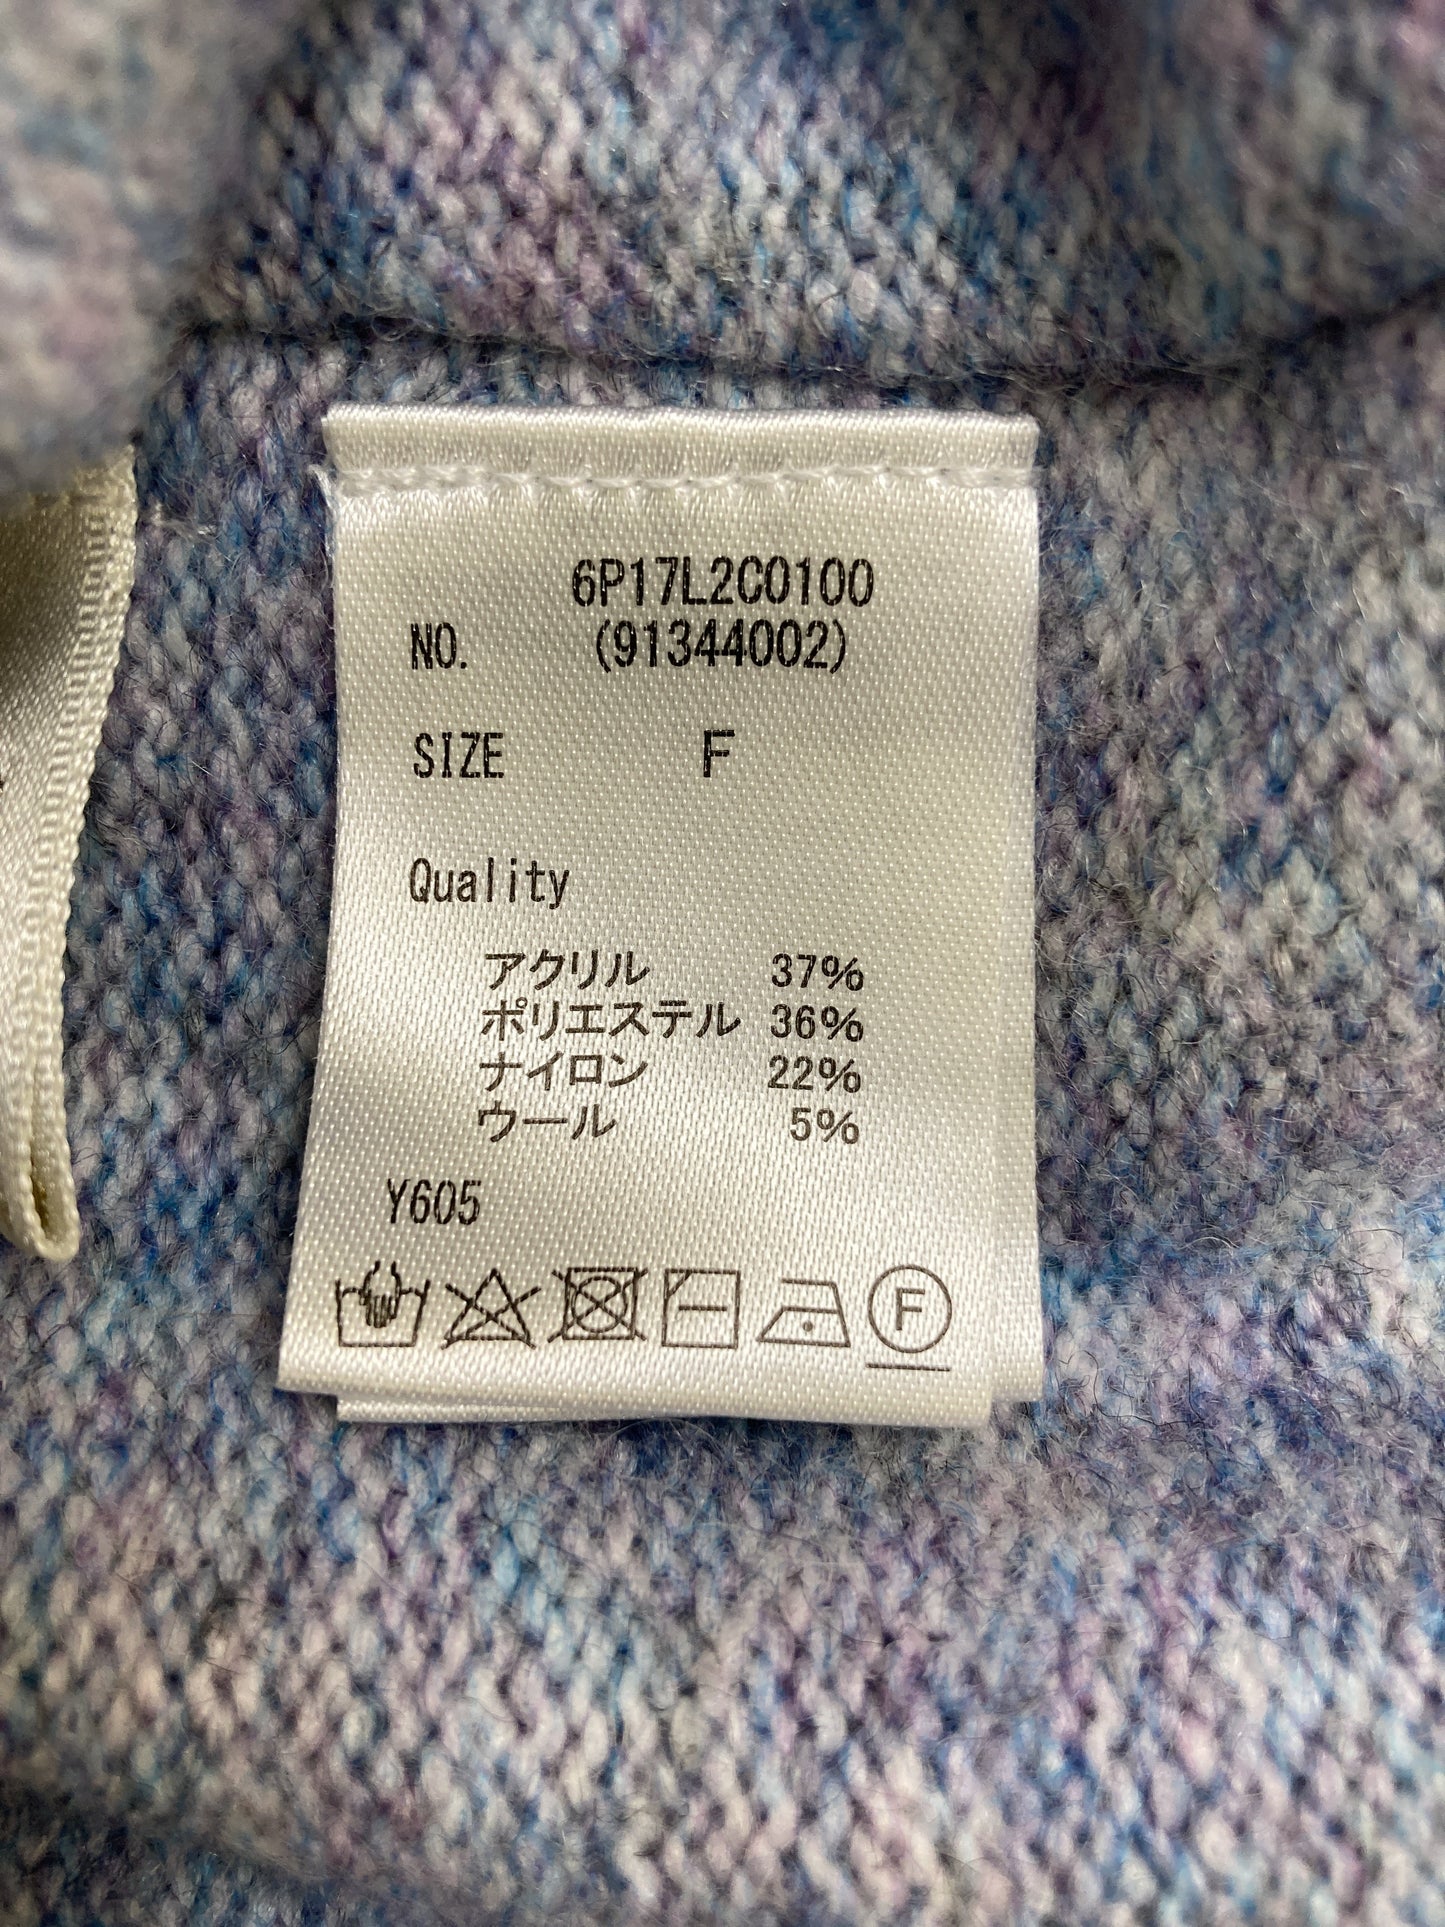 6P17L2C0100
NO. (91344002)
SIZE F
Quality
アクリル 37%
ポリエステル 36%
ナイロン 22%
ウール 5%
Y605
F